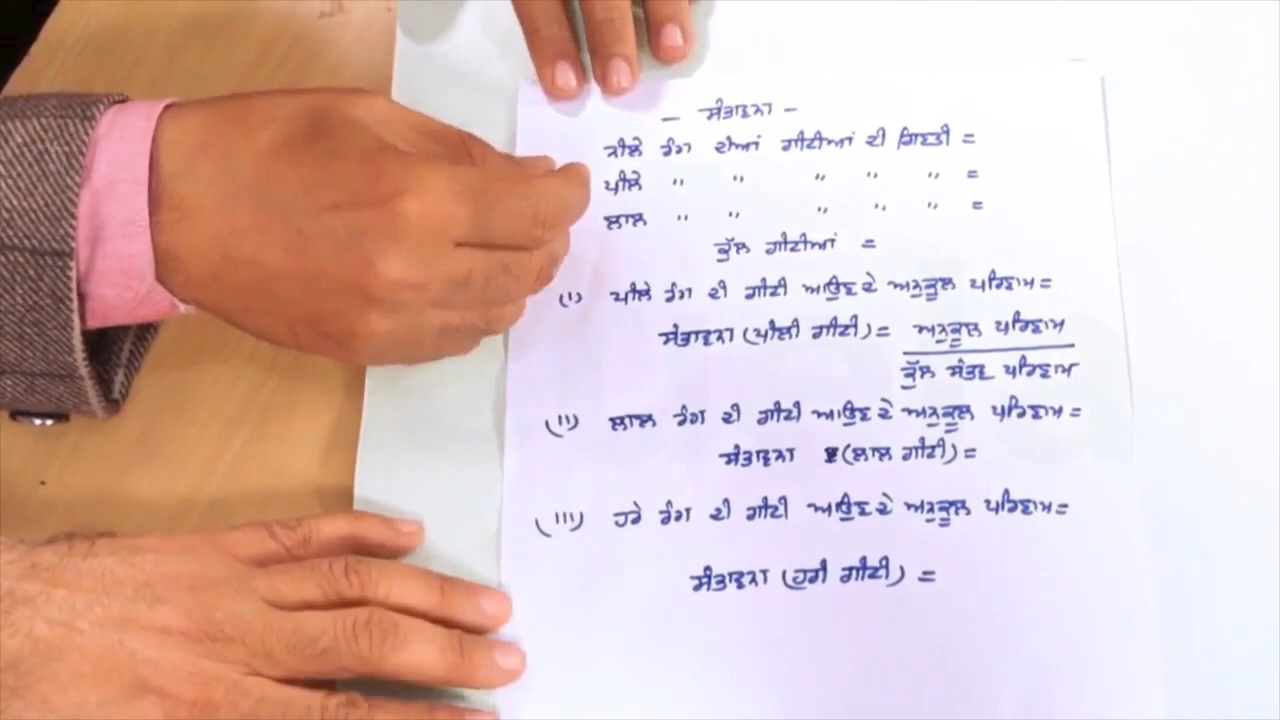 - ਸੰਭਾਵਨਾ -
ਨੀਲੇ ਰੰਗ ਦੀਆਂ ਗੀਟੀਆਂ ਦੀ ਗਿਣਤੀ =
ਪੀਲੇ " " " " " =
ਲਾਲ " " " " " =
ਕੁੱਲ ਗੀਟੀਆਂ =
(i) ਪੀਲੇ ਰੰਗ ਦੀ ਗੀਟੀ ਆਉਣ ਦੇ ਅਨੁਕੂਲ ਪਰਿਣਾਮ =
ਸੰਭਾਵਨਾ (ਪੀਲੀ ਗੀਟੀ) = ਅਨੁਕੂਲ ਪਰਿਣਾਮ
ਕੁੱਲ ਸੰਭਵ ਪਰਿਣਾਮ
(ii) ਲਾਲ ਰੰਗ ਦੀ ਗੀਟੀ ਆਉਣ ਦੇ ਅਨੁਕੂਲ ਪਰਿਣਾਮ =
ਸੰਭਾਵਨਾ (ਲਾਲ ਗੀਟੀ) =
(iii) ਹਰੇ ਰੰਗ ਦੀ ਗੀਟੀ ਆਉਣ ਦੇ ਅਨੁਕੂਲ ਪਰਿਣਾਮ =
ਸੰਭਾਵਨਾ (ਹਰੀ ਗੀਟੀ) =